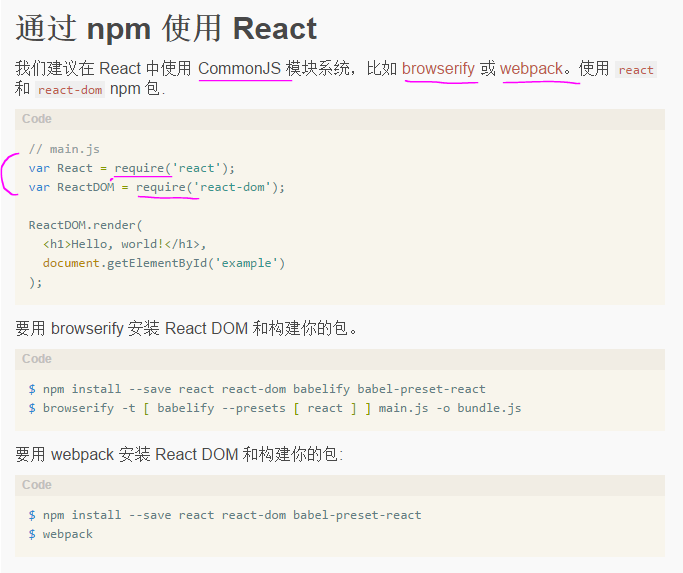 通过 npm 使用 React
我们建议在 React 中使用 CommonJS 模块系统，比如 browserify 或 webpack。使用 react
和 react-dom npm 包.
Code
// main.js
var React = require('react');
var ReactDOM = require('react-dom');
ReactDOM.render(
<h1>Hello, world!</h1>,
document.getElementById('example')
);
要用 browserify 安装 React DOM 和构建你的包。
Code
$ npm install --save react react-dom babelify babel-preset-react
$ browserify -t [ babelify --presets [ react ] ] main.js -o bundle.js
要用 webpack 安装 React DOM 和构建你的包:
Code
$ npm install --save react react-dom babel-preset-react
$ webpack